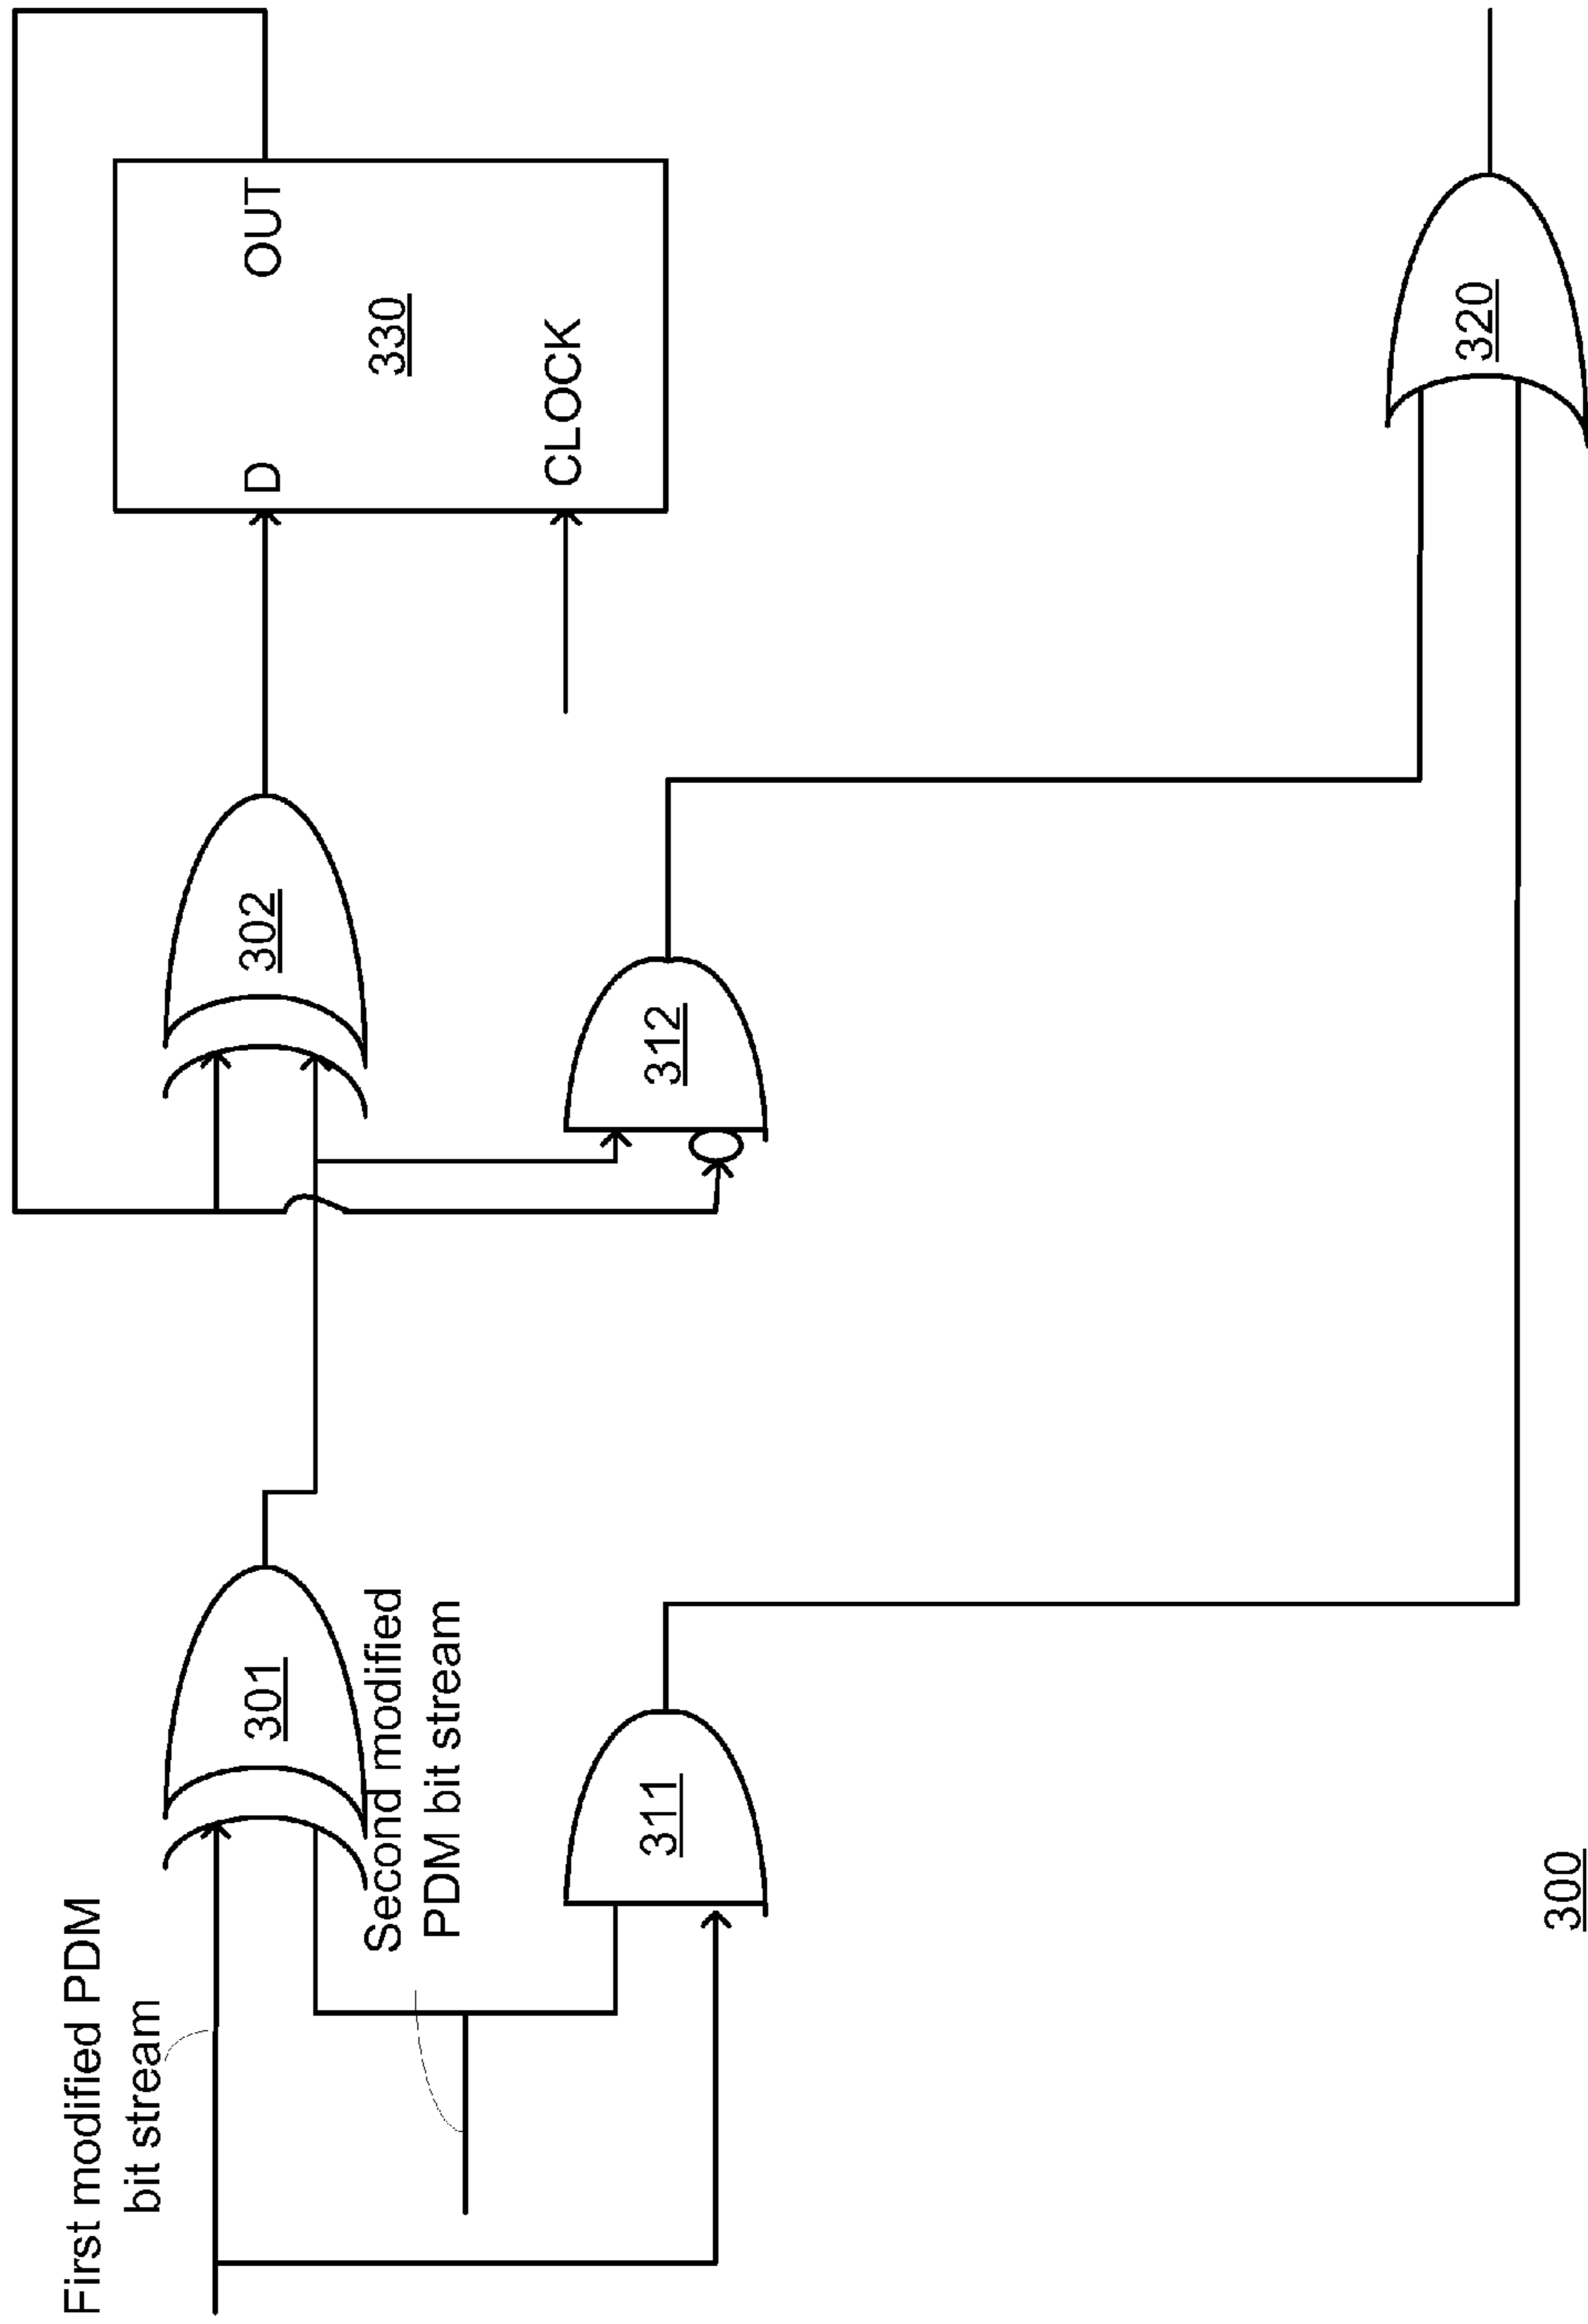 First modified PDM
bit stream
301
Second modified
PDM bit stream
311
302
312
D
OUT
330
CLOCK
320
300